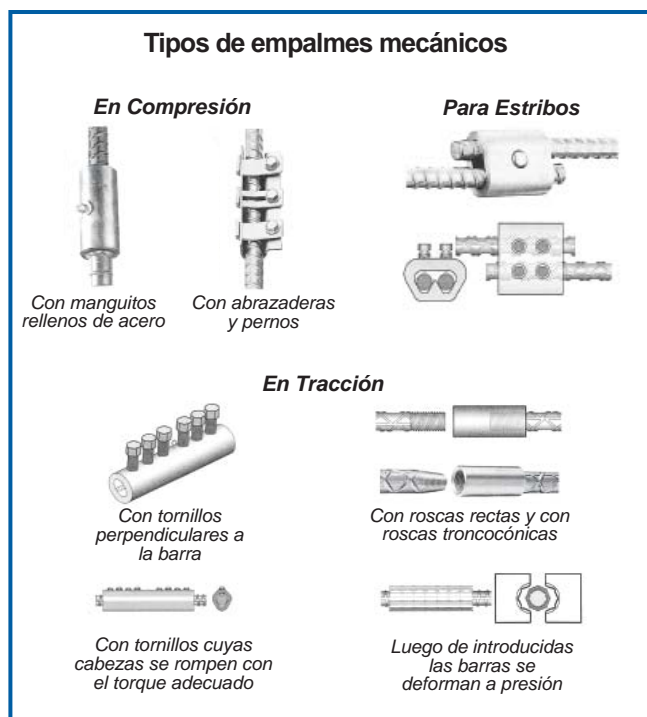 Tipos de empalmes mecánicos
En Compresión
Para Estribos
Con manguitos
rellenos de acero
Con abrazaderas
y pernos
En Tracción
Con tornillos
perpendiculares a
la barra
Con roscas rectas y con
roscas troncocónicas
Con tornillos cuyas
cabezas se rompen con
el torque adecuado
Luego de introducidas
las barras se
deforman a presión